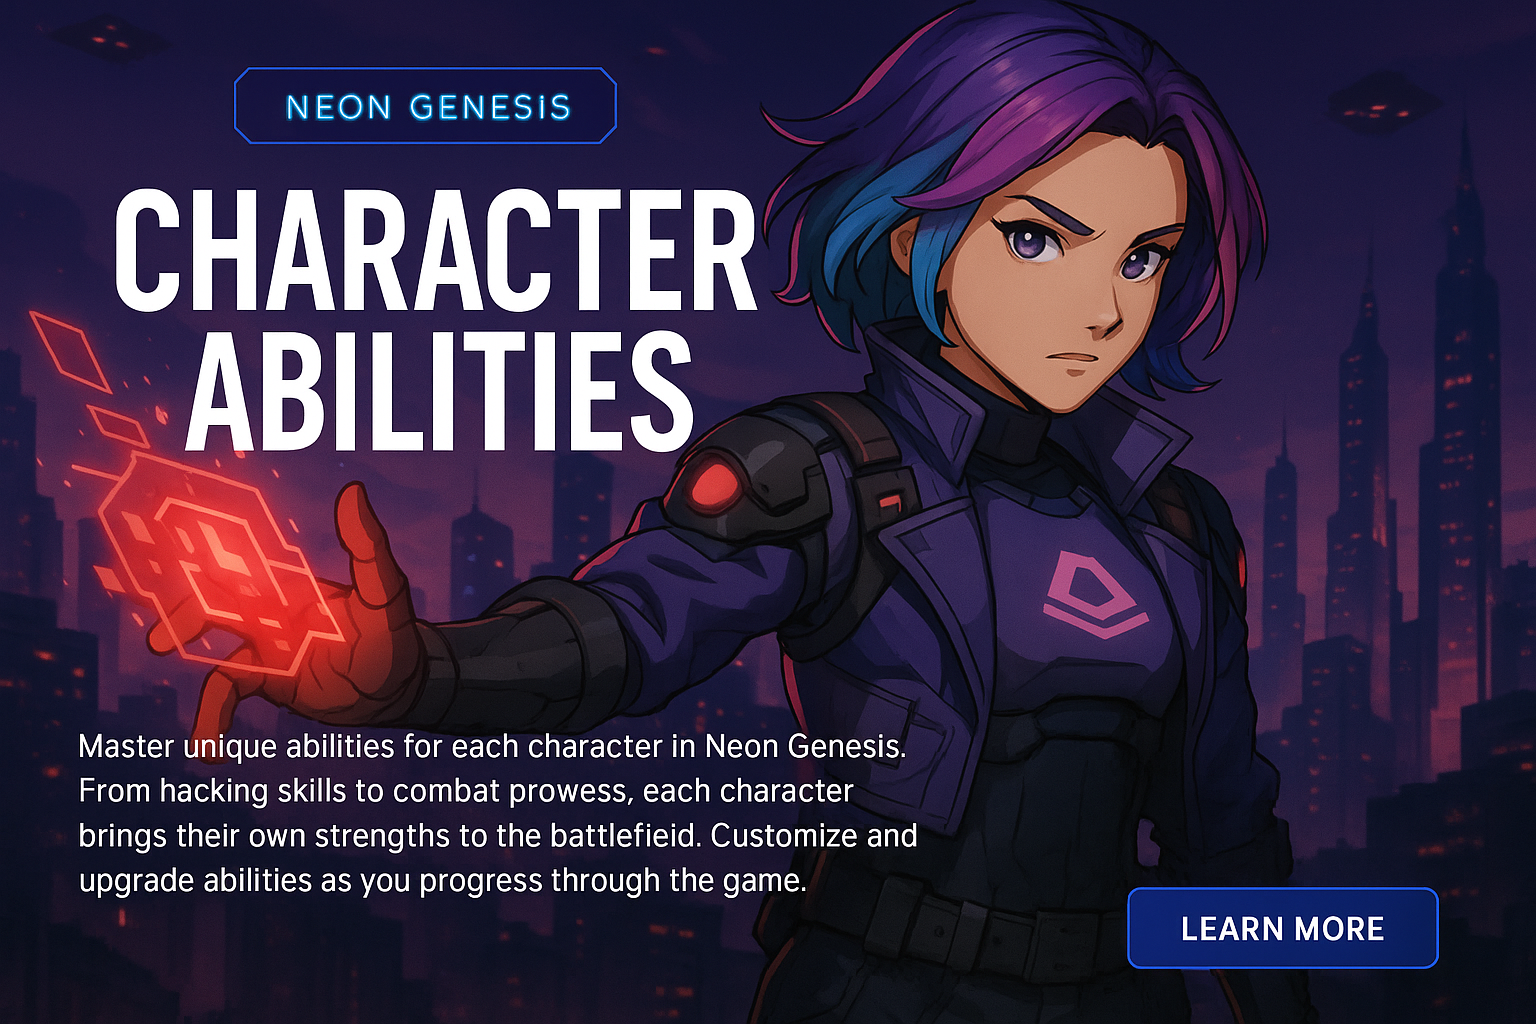 NEON GENESiS
CHARACTER
ABILITIES
Master unique abilities for each character in Neon Genesis.
From hacking skills to combat prowess, each character
brings their own strengths to the battlefieid. Customize and
upgrade abilities as you progress through the game.
LEARN MORE